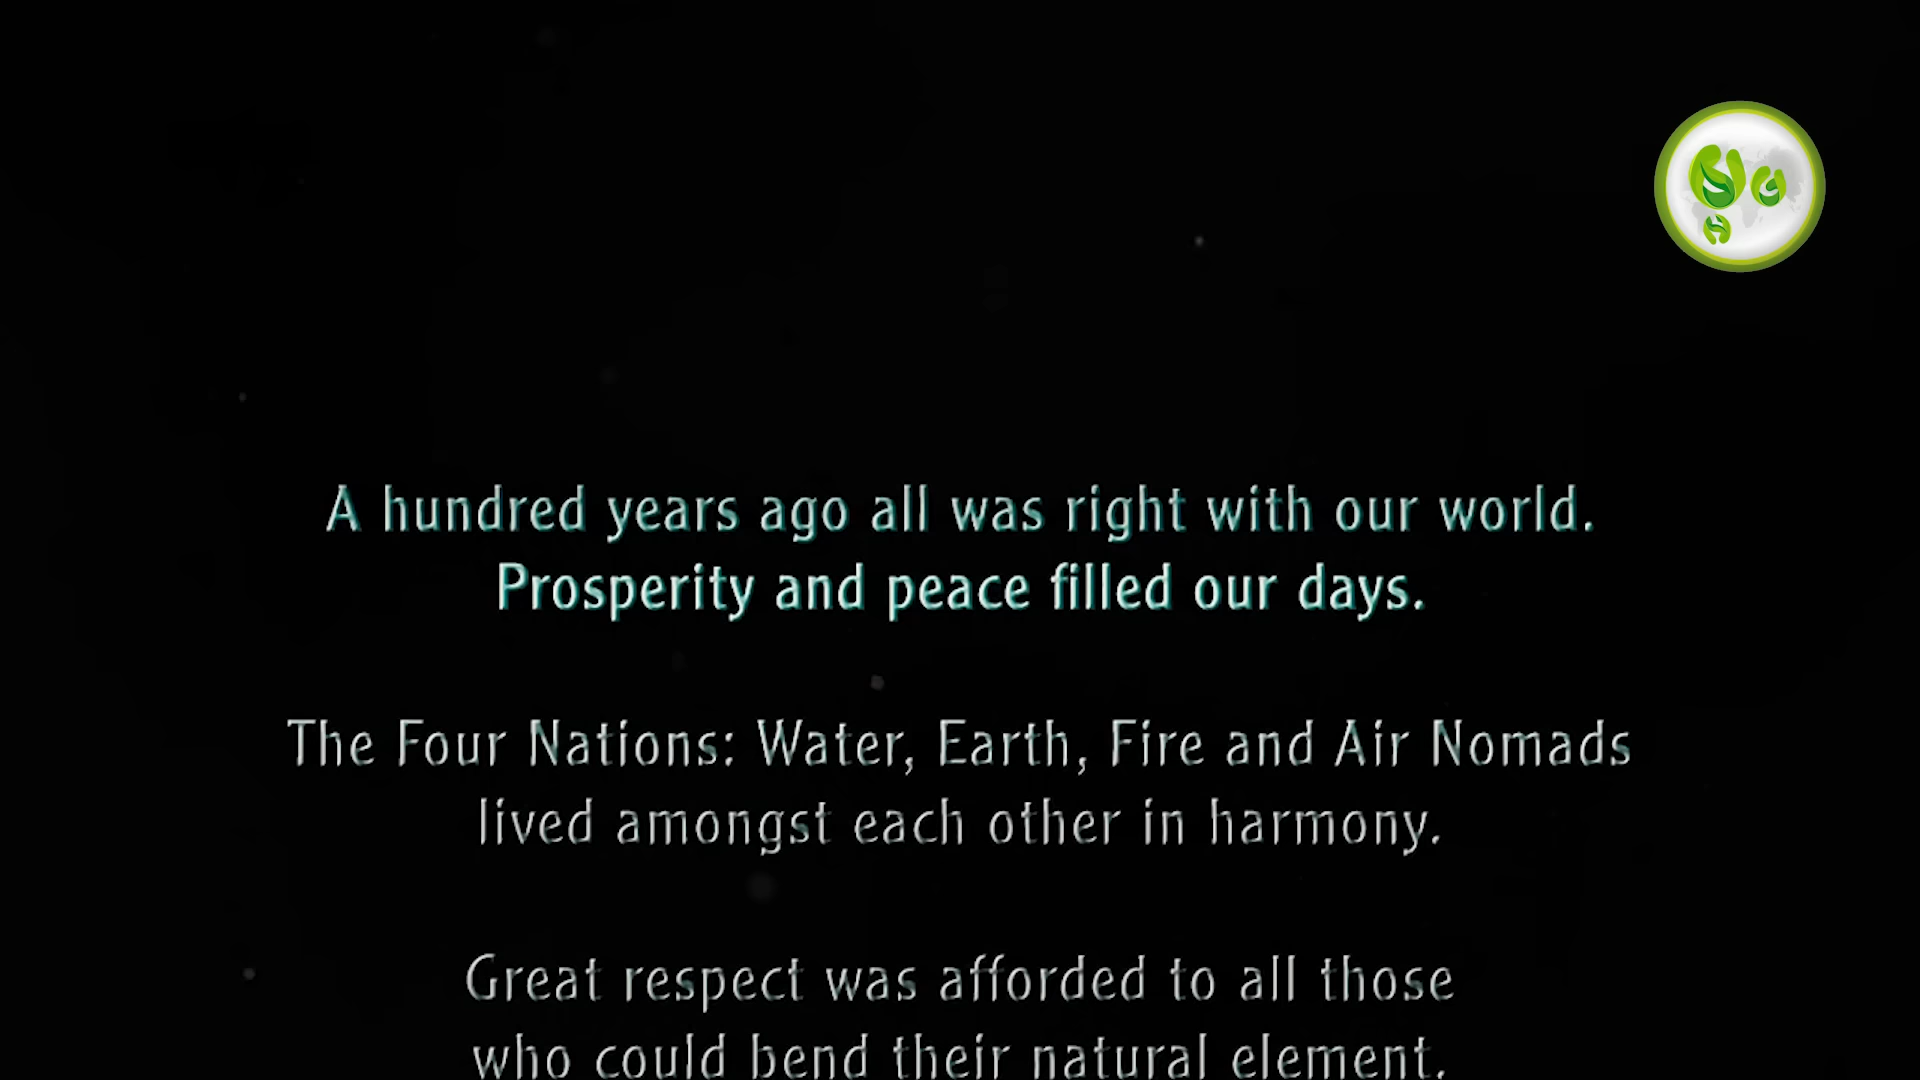 A hundred years ago all was right with our world.
Prosperity and peace filled our days.
The Four Nations: Water, Earth, Fire and Air Nomads
lived amongst each other in harmony.
Great respect was afforded to all those
who could bend their natural element.